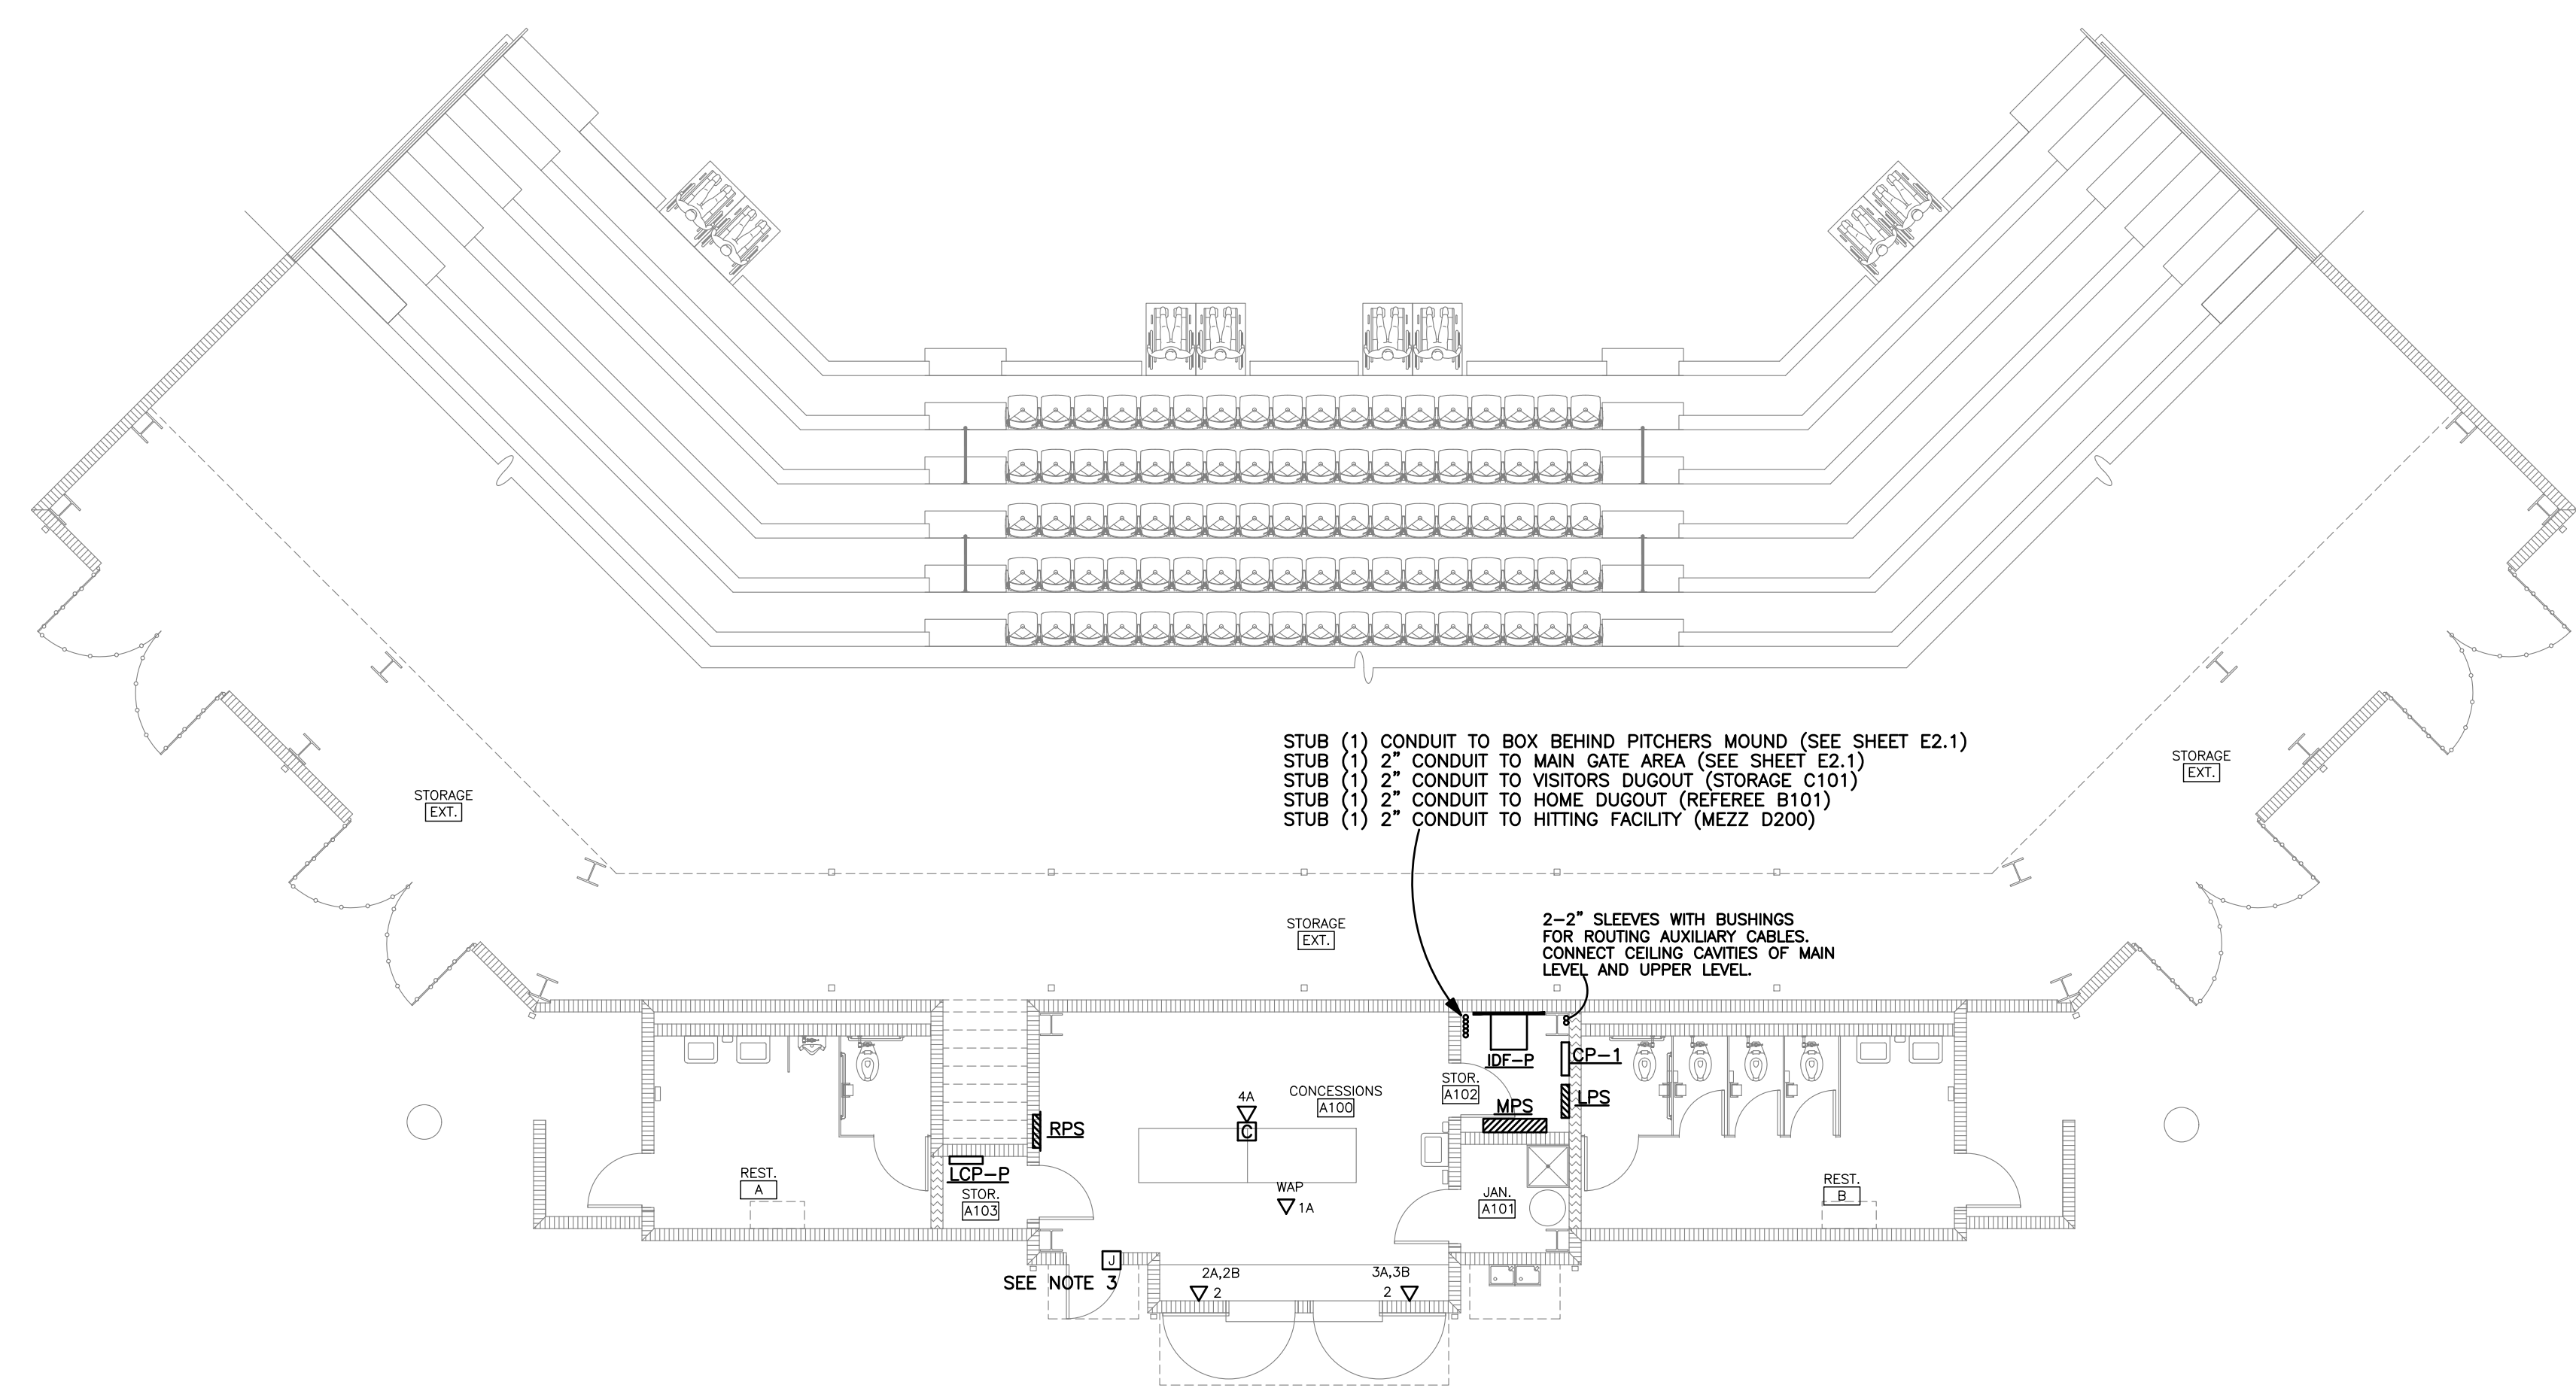 STUB (1) CONDUIT TO BOX BEHIND PITCHERS MOUND (SEE SHEET E2.1)
STUB (1) 2” CONDUIT TO MAIN GATE AREA (SEE SHEET E2.1)
STUB (1) 2” CONDUIT TO VISITORS DUGOUT (STORAGE C101)
STUB (1) 2” CONDUIT TO HOME DUGOUT (REFEREE B101)
STUB (1) 2” CONDUIT TO HITTING FACILITY (MEZZ D200)
STORAGE
EXT.
STORAGE
EXT.
STORAGE
EXT.
2-2” SLEEVES WITH BUSHINGS
FOR ROUTING AUXILIARY CABLES.
CONNECT CEILING CAVITIES OF MAIN
LEVEL AND UPPER LEVEL.
IDF-P
CP-1
STOR.
A102
CONCESSIONS
A100
4A
C
MPS
LPS
RPS
LCP-P
STOR.
A103
REST.
A
WAP
1A
JAN.
A101
REST.
B
J
SEE NOTE 3
2A,2B
2
3A,3B
2